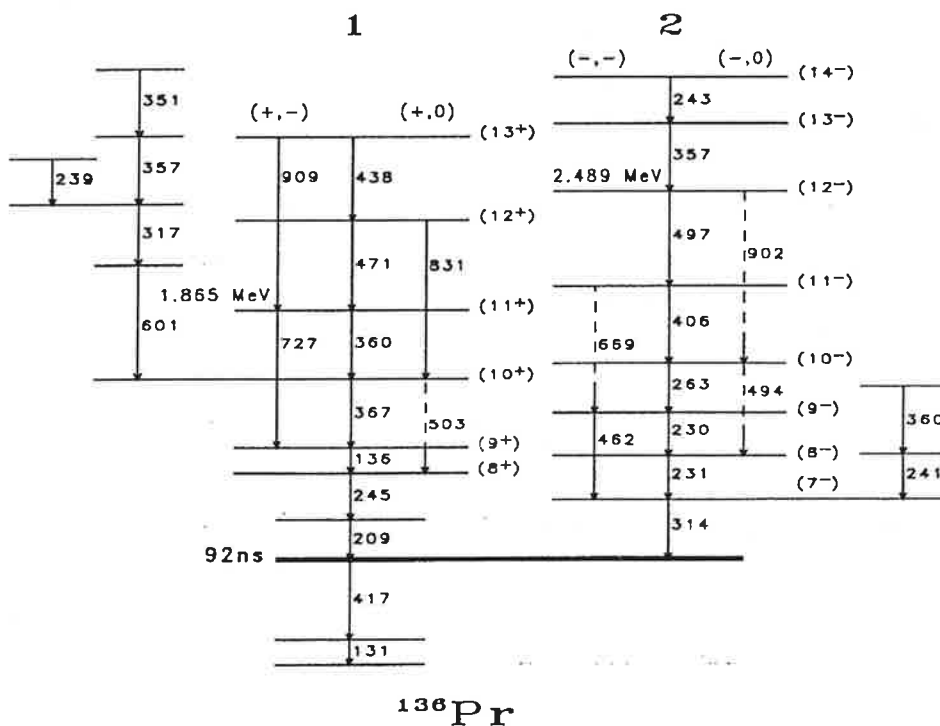 1 2
(-,-) (-,0) (14-)
351 (+,-) (+,0) 243
(13+) (13-)
239 357 909 438 357
2.489 MeV (12-)
(12+)
317 471 831 497 902
1.865 MeV (11+) (11-)
601 727 360 669 406
(10+) (10-)
367 503 263 494
(9+) (9-) 360
136 462 230
(8+) (8-)
245 231 241
(7-)
209 314
92ns
417
131
136Pr